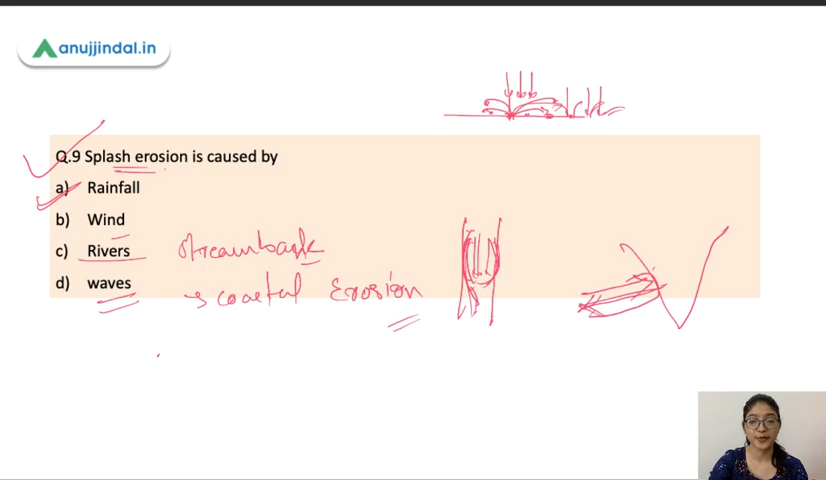 anujjindal.in
Q.9 Splash erosion is caused by
a) Rainfall
b) Wind
c) Rivers streambank
d) waves → coastal Erosion